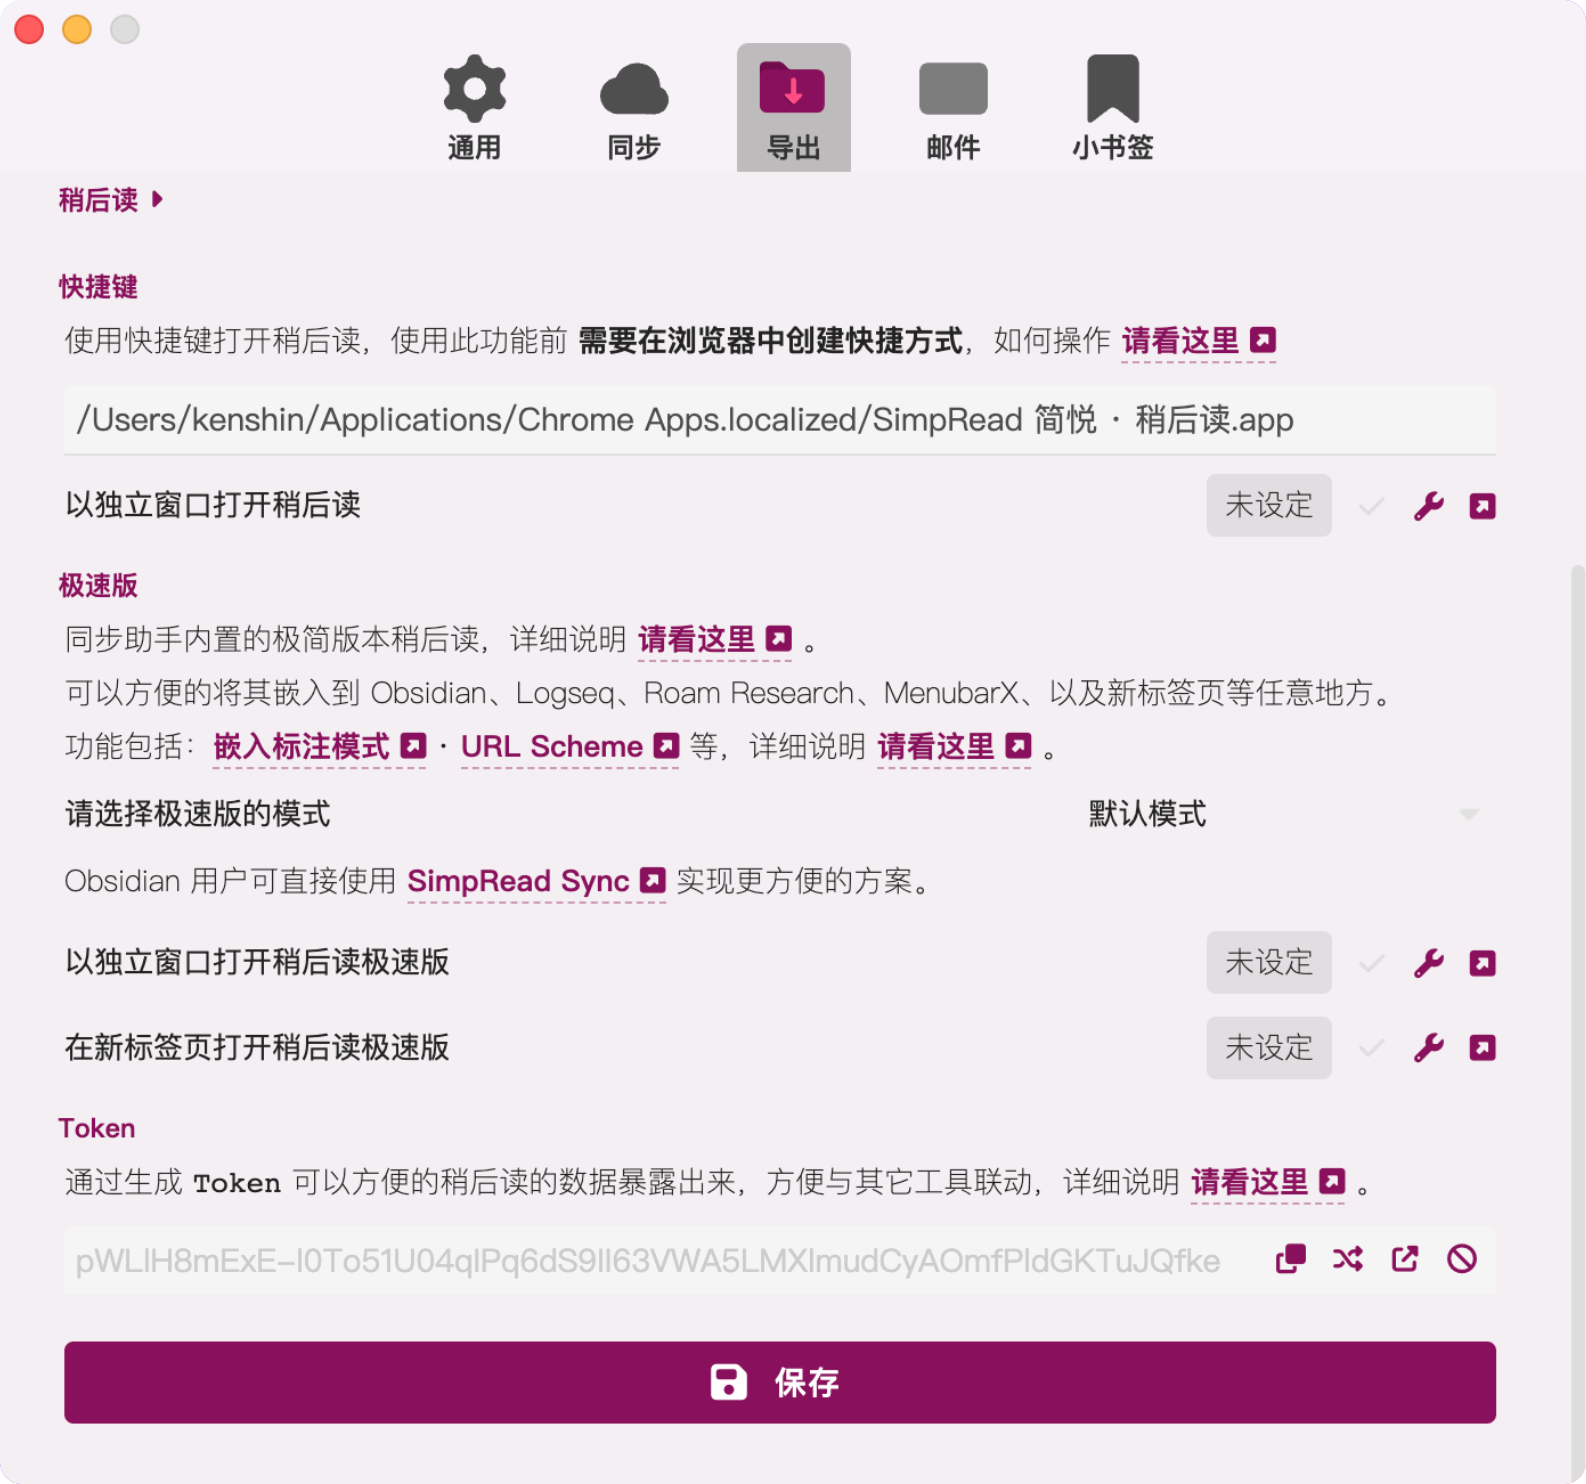 通用 同步 导出 邮件 小书签
稍后读
快捷键
使用快捷键打开稍后读，使用此功能前 需要在浏览器中创建快捷方式，如何操作 请看这里
/Users/kenshin/Applications/Chrome Apps.localized/SimpRead 简悦 · 稍后读.app
以独立窗口打开稍后读 未设定
极速版
同步助手内置的极简版本稍后读，详细说明 请看这里 。
可以方便的将其嵌入到 Obsidian、Logseq、Roam Research、MenubarX、以及新标签页等任意地方。
功能包括：嵌入标注模式 · URL Scheme 等，详细说明 请看这里 。
请选择极速版的模式 默认模式
Obsidian 用户可直接使用 SimpRead Sync 实现更方便的方案。
以独立窗口打开稍后读极速版 未设定
在新标签页打开稍后读极速版 未设定
Token
通过生成 Token 可以方便的稍后读的数据暴露出来，方便与其它工具联动，详细说明 请看这里 。
pWLlH8mExE-l0To51U04qlPq6dS9ll63VWA5LMXlmudCyAOmfPldGKTuJQfke
保存